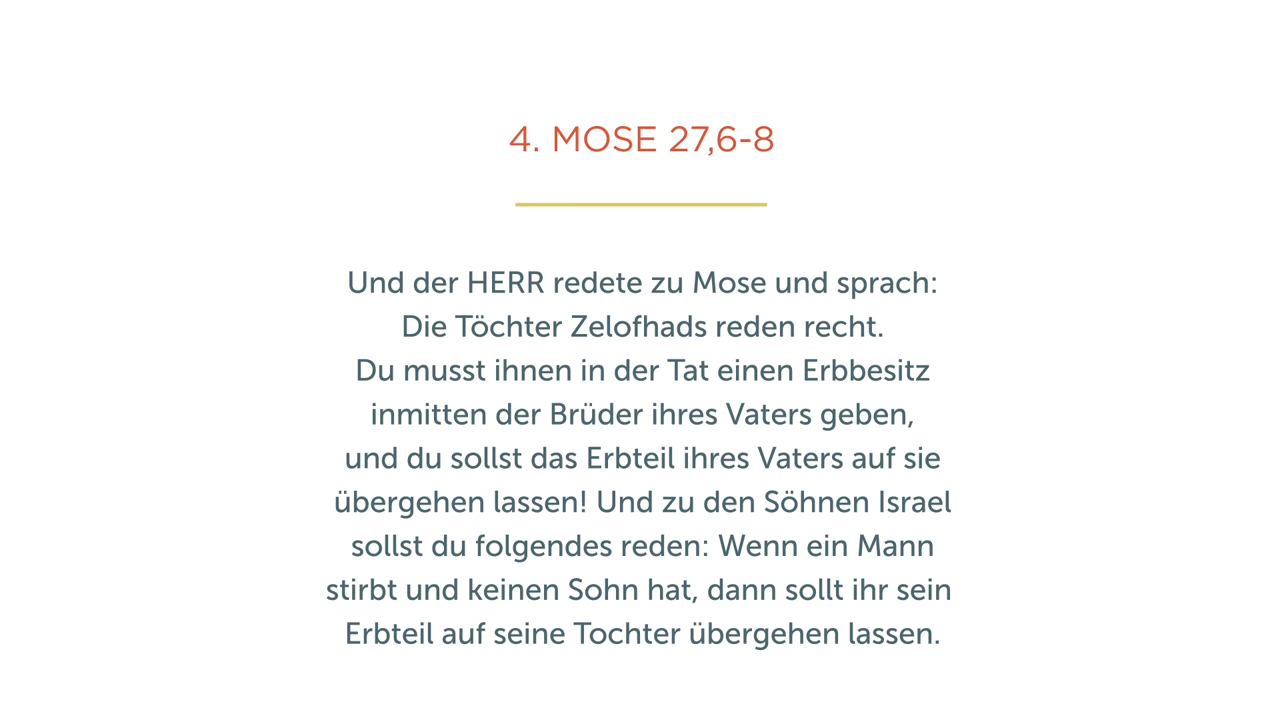 4. MOSE 27,6-8
Und der HERR redete zu Mose und sprach:
Die Töchter Zelofhads reden recht.
Du musst ihnen in der Tat einen Erbbesitz
inmitten der Brüder ihres Vaters geben,
und du sollst das Erbteil ihres Vaters auf sie
übergehen lassen! Und zu den Söhnen Israel
sollst du folgendes reden: Wenn ein Mann
stirbt und keinen Sohn hat, dann sollt ihr sein
Erbteil auf seine Tochter übergehen lassen.